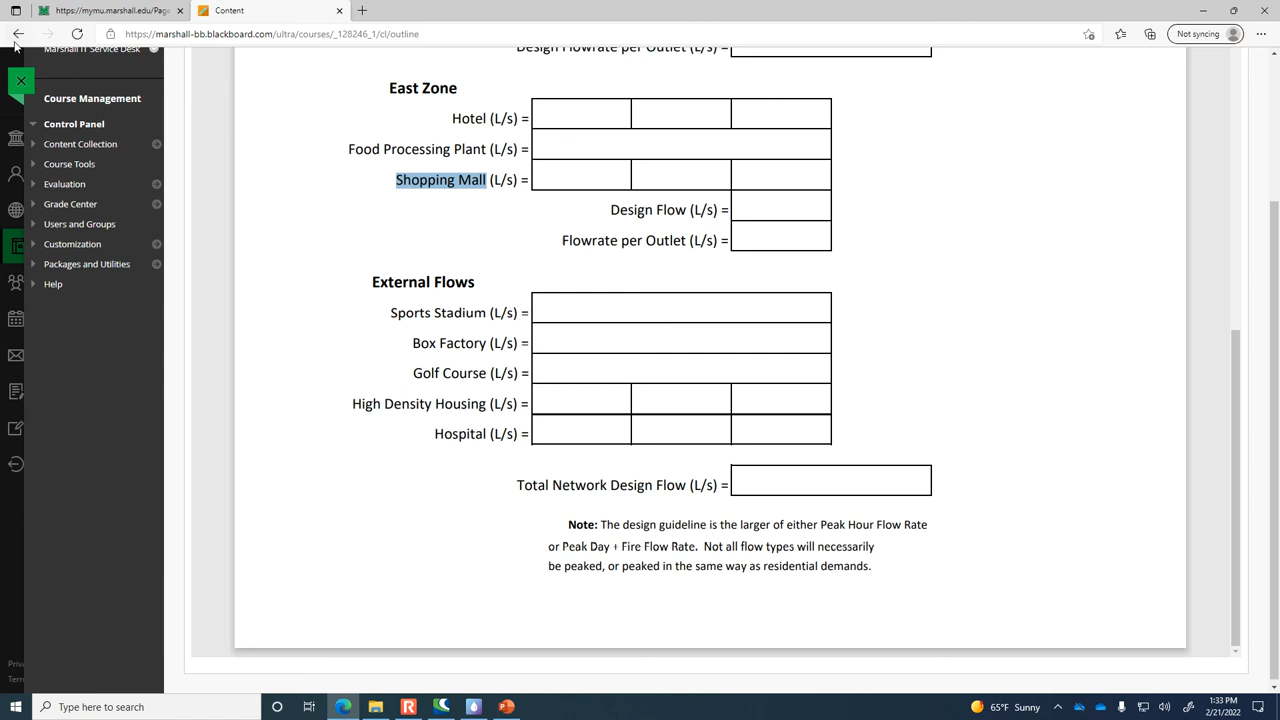 https://mymu.marshall.edu/Page
Content
https://marshall-bb.blackboard.com/ultra/courses/_128246_1/cl/outline
Not syncing
Marshall IT Service Desk
Course Management
Control Panel
Content Collection
Course Tools
Evaluation
Grade Center
Users and Groups
Customization
Packages and Utilities
Help
Priv
Term
Design Flowrate per Outlet (L/s) =
East Zone
Hotel (L/s) =
Food Processing Plant (L/s) =
Shopping Mall (L/s) =
Design Flow (L/s) =
Flowrate per Outlet (L/s) =
External Flows
Sports Stadium (L/s) =
Box Factory (L/s) =
Golf Course (L/s) =
High Density Housing (L/s) =
Hospital (L/s) =
Total Network Design Flow (L/s) =
Note: The design guideline is the larger of either Peak Hour Flow Rate
or Peak Day + Fire Flow Rate. Not all flow types will necessarily
be peaked, or peaked in the same way as residential demands.
Type here to search
65°F Sunny
1:33 PM
2/21/2022